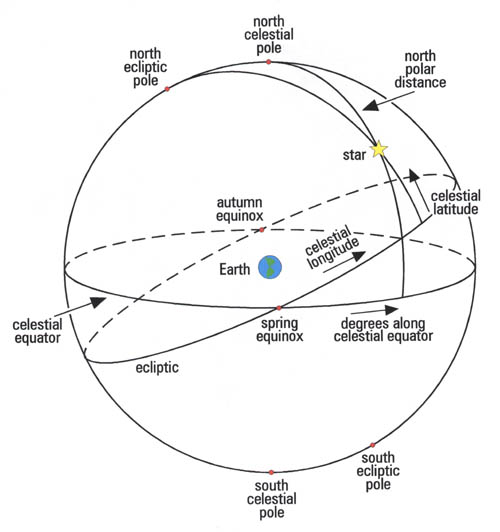 north
celestial
pole
north
ecliptic
pole
north
polar
distance
star
celestial
latitude
autumn
equinox
celestial
longitude
Earth
celestial
equator
spring
equinox
degrees along
celestial equator
ecliptic
south
ecliptic
pole
south
celestial
pole